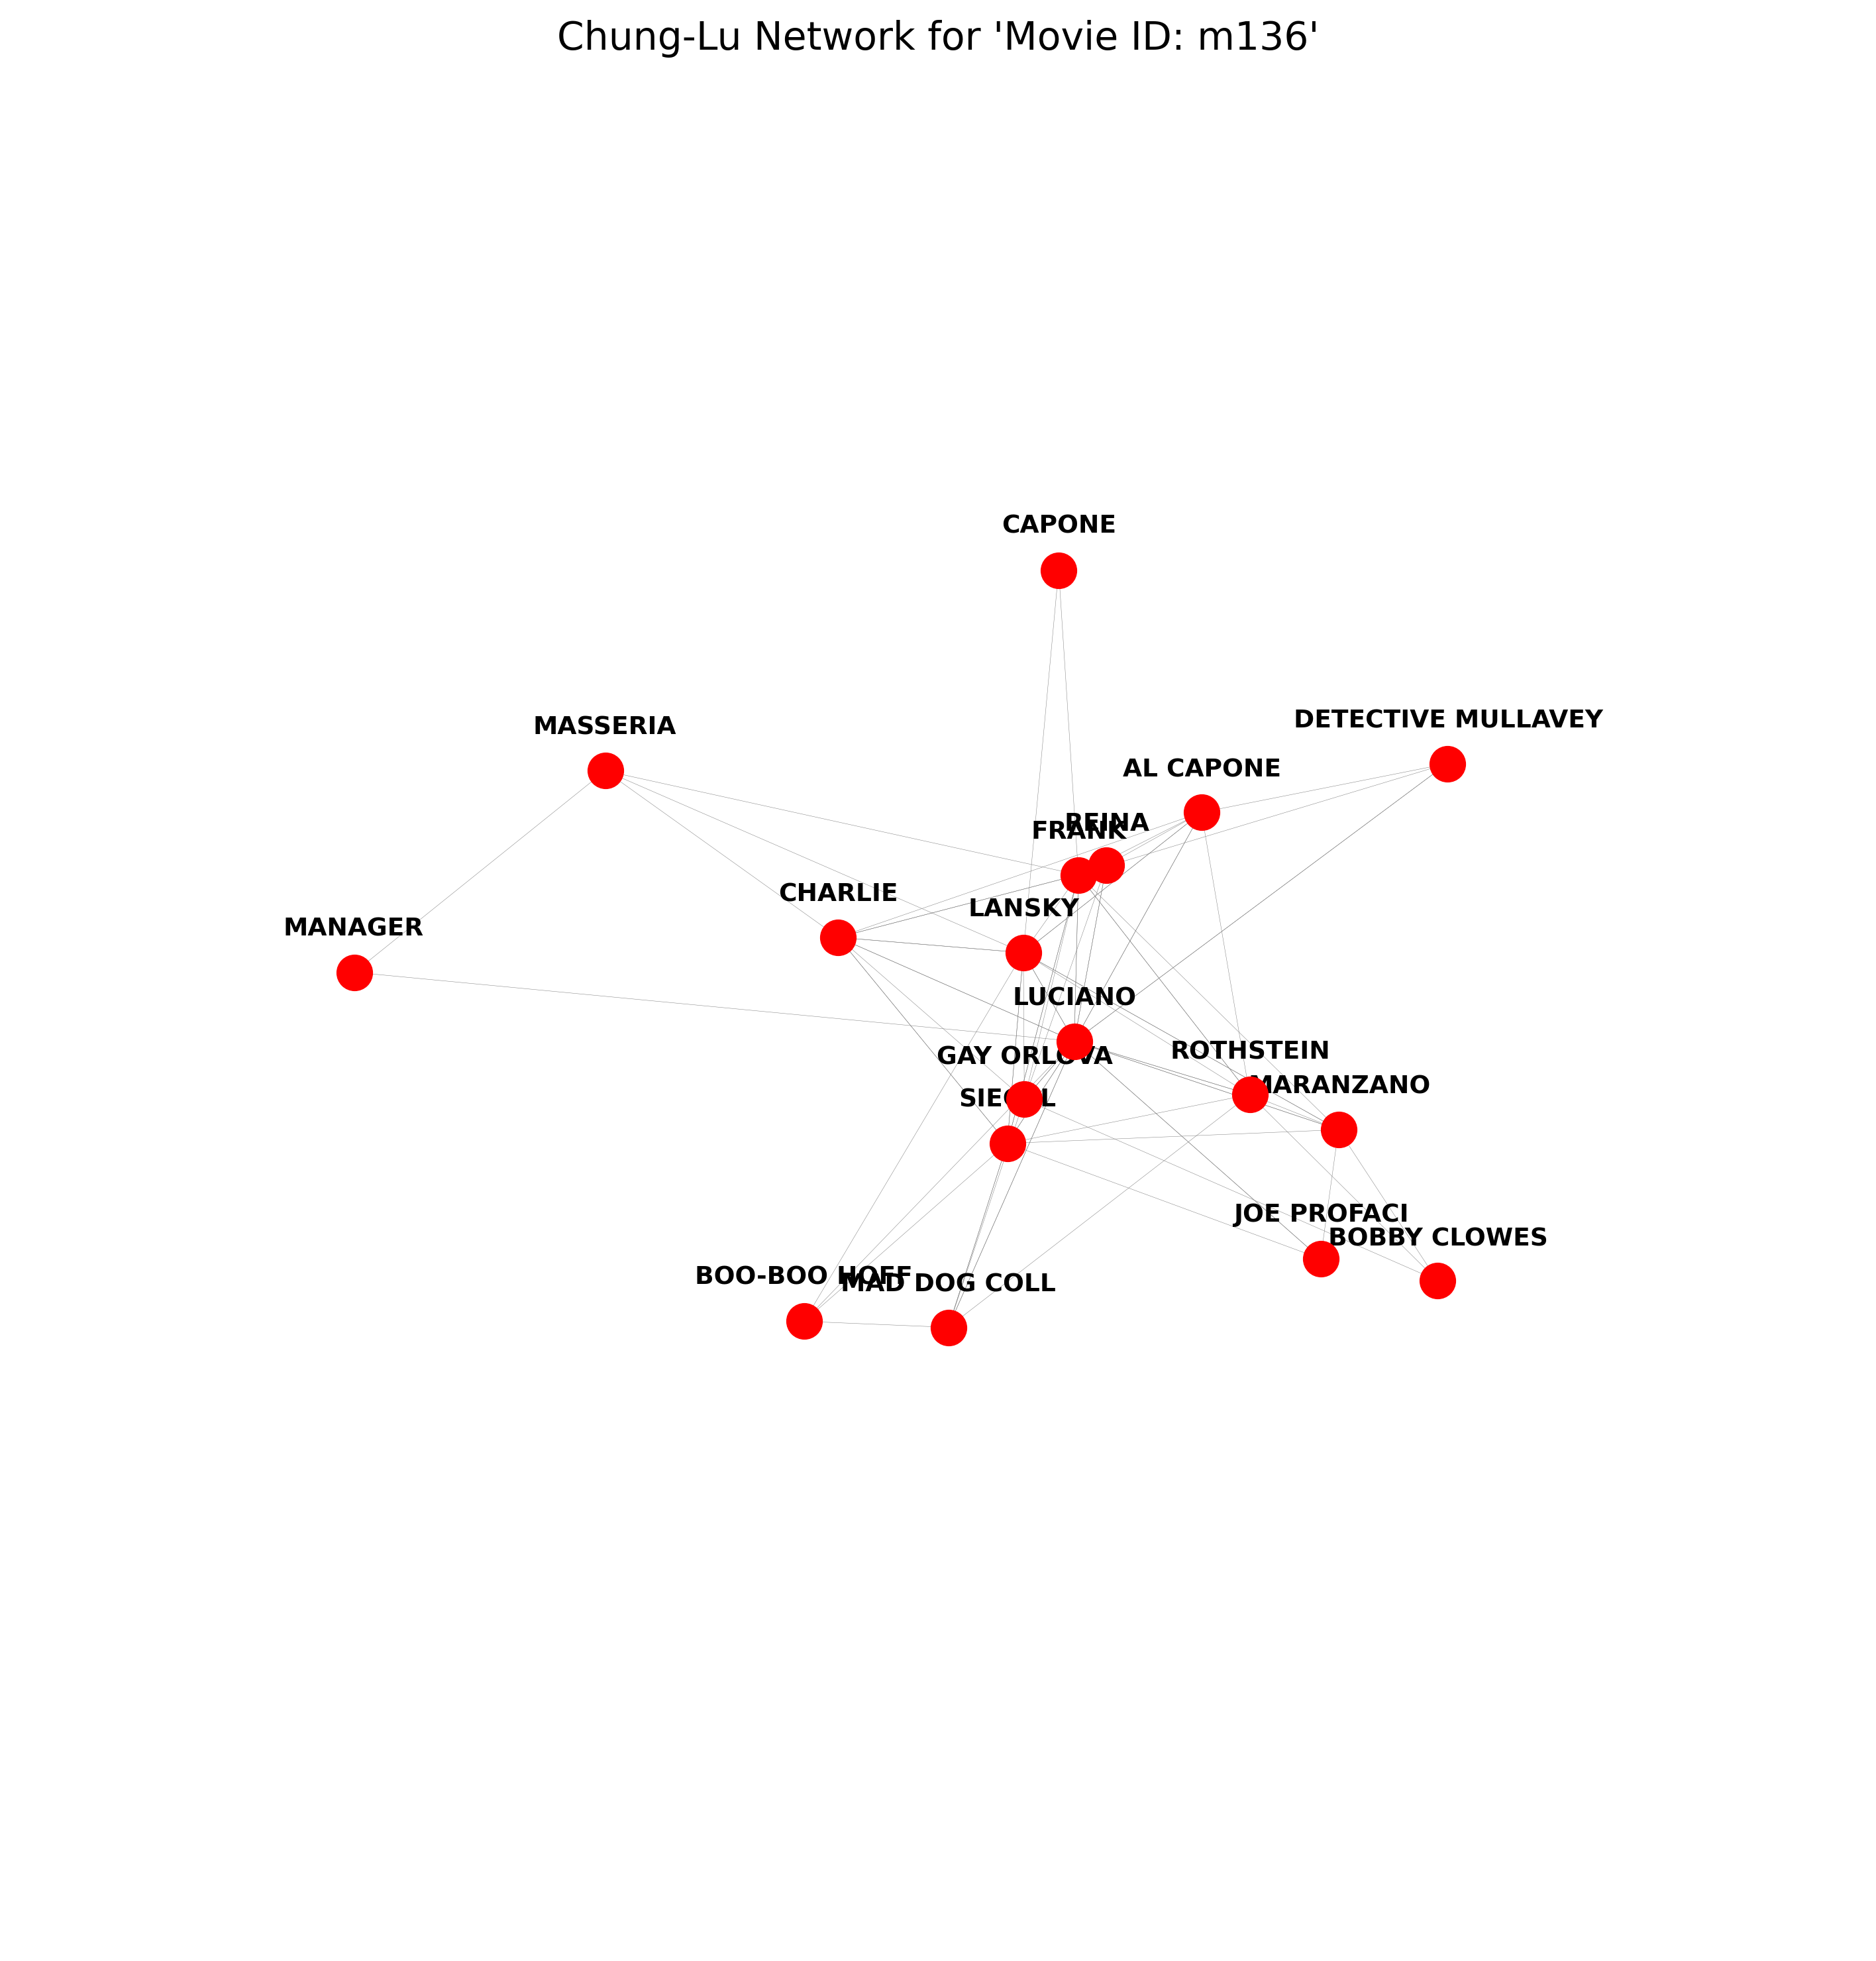 Chung-Lu Network for 'Movie ID: m136'
CAPONE
DETECTIVE MULLAVEY
MASSERIA
AL CAPONE
REINA
FRANK
CHARLIE
LANSKY
MANAGER
LUCIANO
ROTHSTEIN
GAY ORLOVA
MARANZANO
SIEGEL
JOE PROFACI
BOBBY CLOWES
BOO-BOO HOFF
MAD DOG COLL